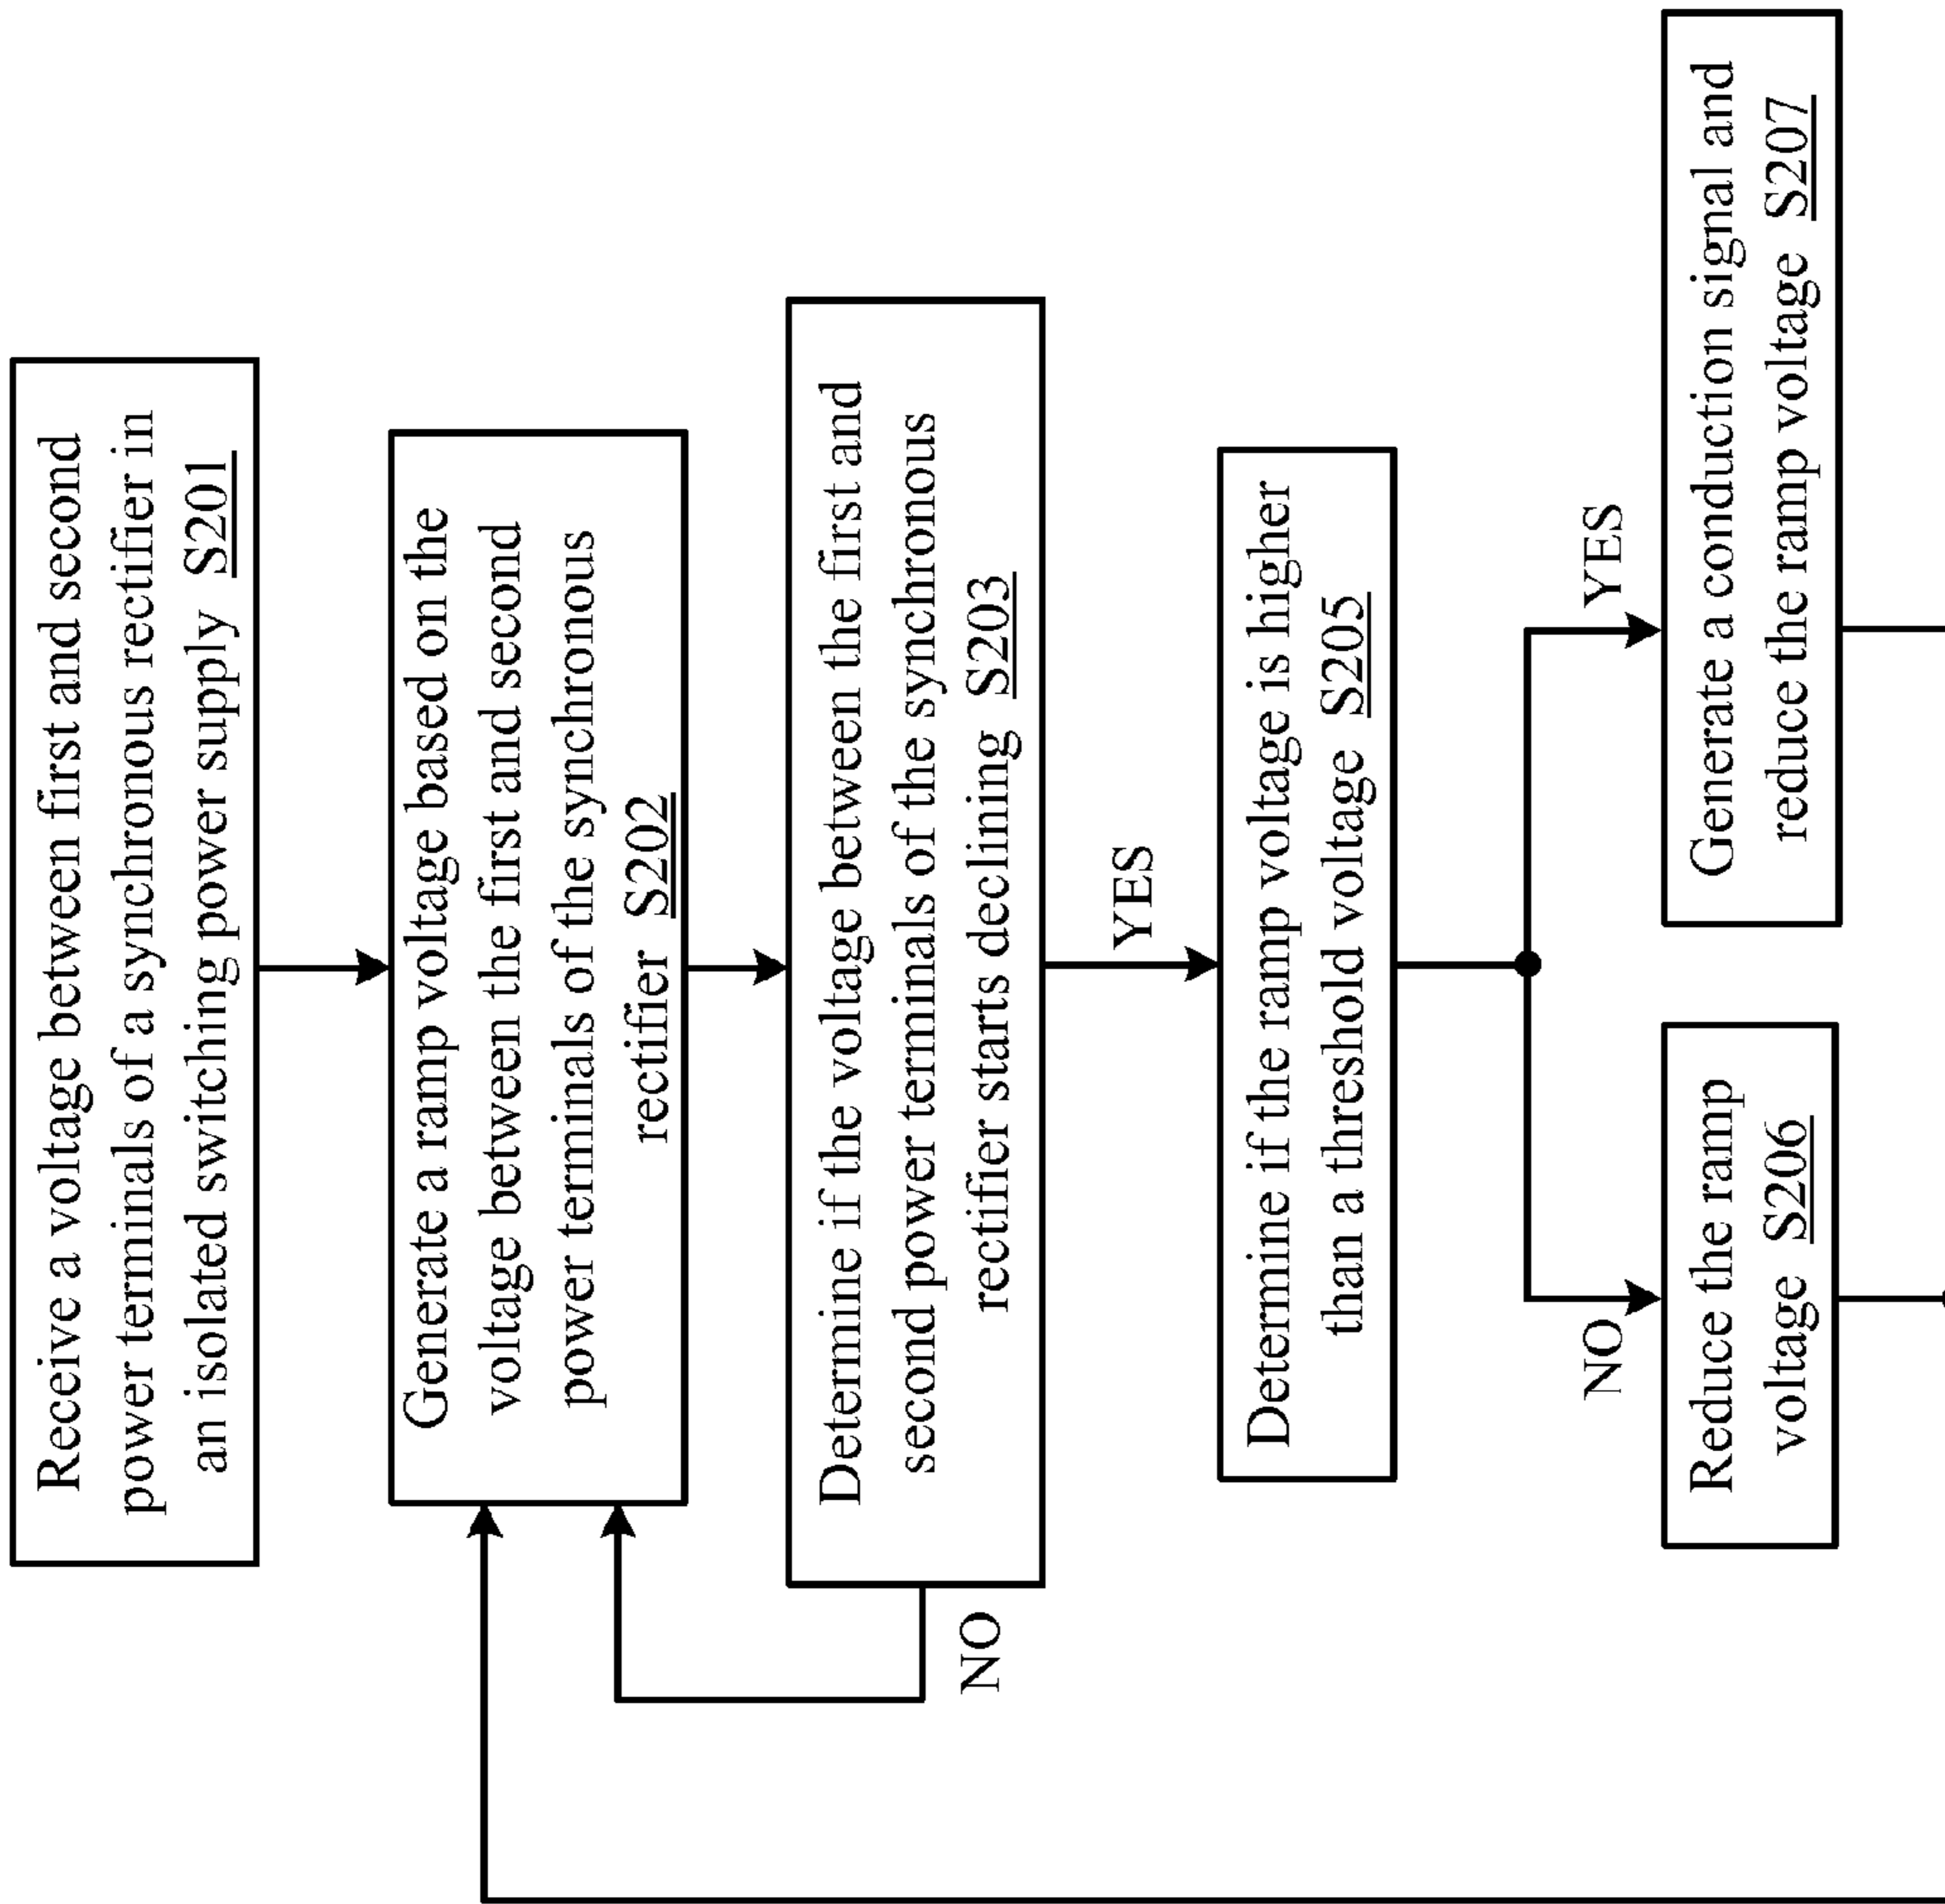 Receive a voltage between first and second
power terminals of a synchronous rectifier in
an isolated switching power supply S201
Generate a ramp voltage based on the
voltage between the first and second
power terminals of the synchronous
rectifier S202
Determine if the voltage between the first and
second power terminals of the synchronous
rectifier starts declining S203
NO
YES
Determine if the ramp voltage is higher
than a threshold voltage S205
NO
YES
Reduce the ramp
voltage S206
Generate a conduction signal and
reduce the ramp voltage S207